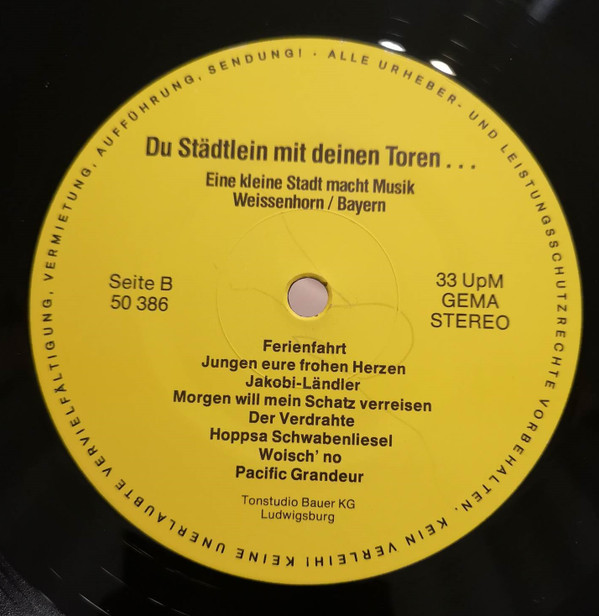 ALLE URHEBER- UND LEISTUNGSSCHUTZRECHTE VORBEHALTEN. KEIN VERLEIH! KEINE UNERLAUBTE VERVIELFÄLTIGUNG, VERMIETUNG, AUFFÜHRUNG, SENDUNG! ·
Du Städtlein mit deinen Toren . . .
Eine kleine Stadt macht Musik
Weissenhorn / Bayern
Seite B
50 386
33 UpM
GEMA
STEREO
Ferienfahrt
Jungen eure frohen Herzen
Jakobi-Ländler
Morgen will mein Schatz verreisen
Der Verdrahte
Hoppsa Schwabenliesel
Woisch' no
Pacific Grandeur
Tonstudio Bauer KG
Ludwigsburg